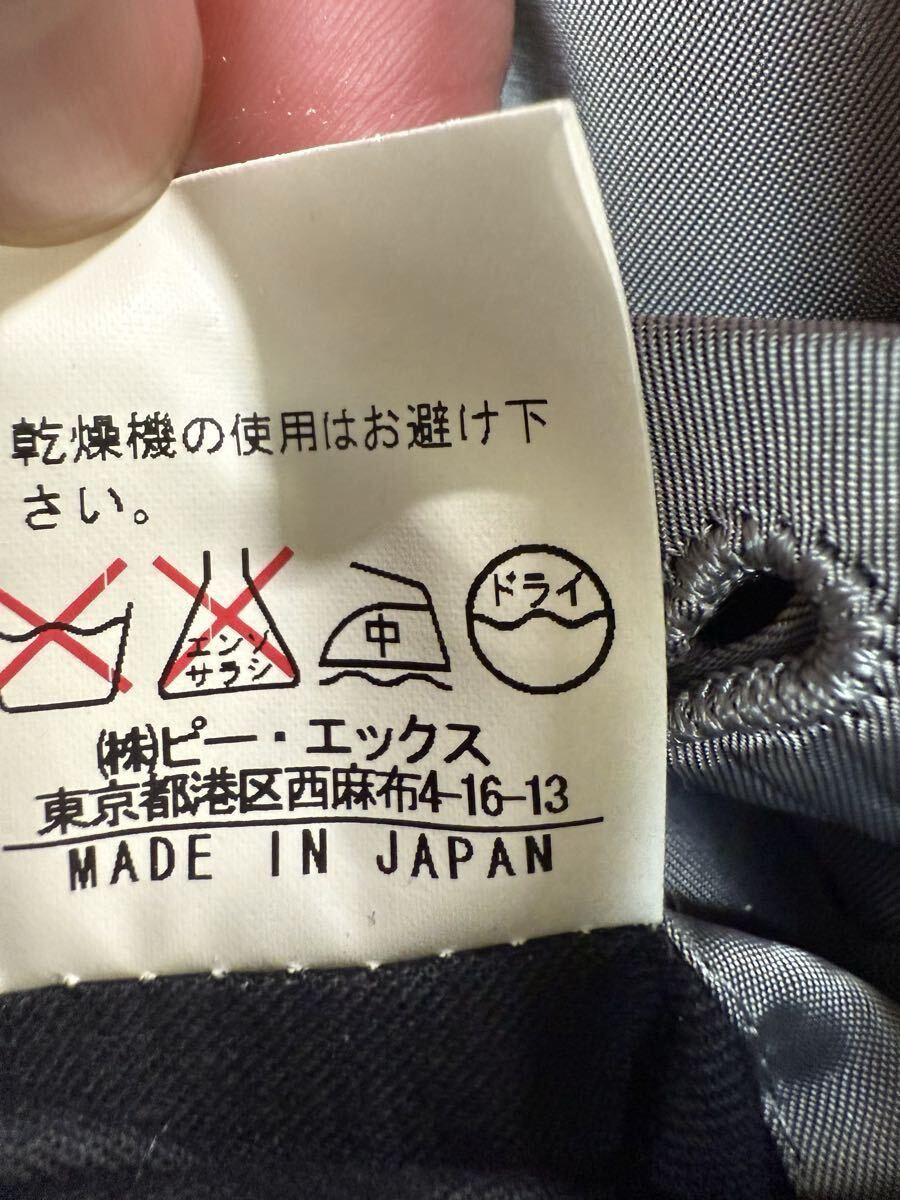 乾燥機の使用はお避け下
さい。
エンソ
サラシ
中
ドライ
(株)ピー・エックス
東京都港区西麻布4-16-13
MADE IN JAPAN